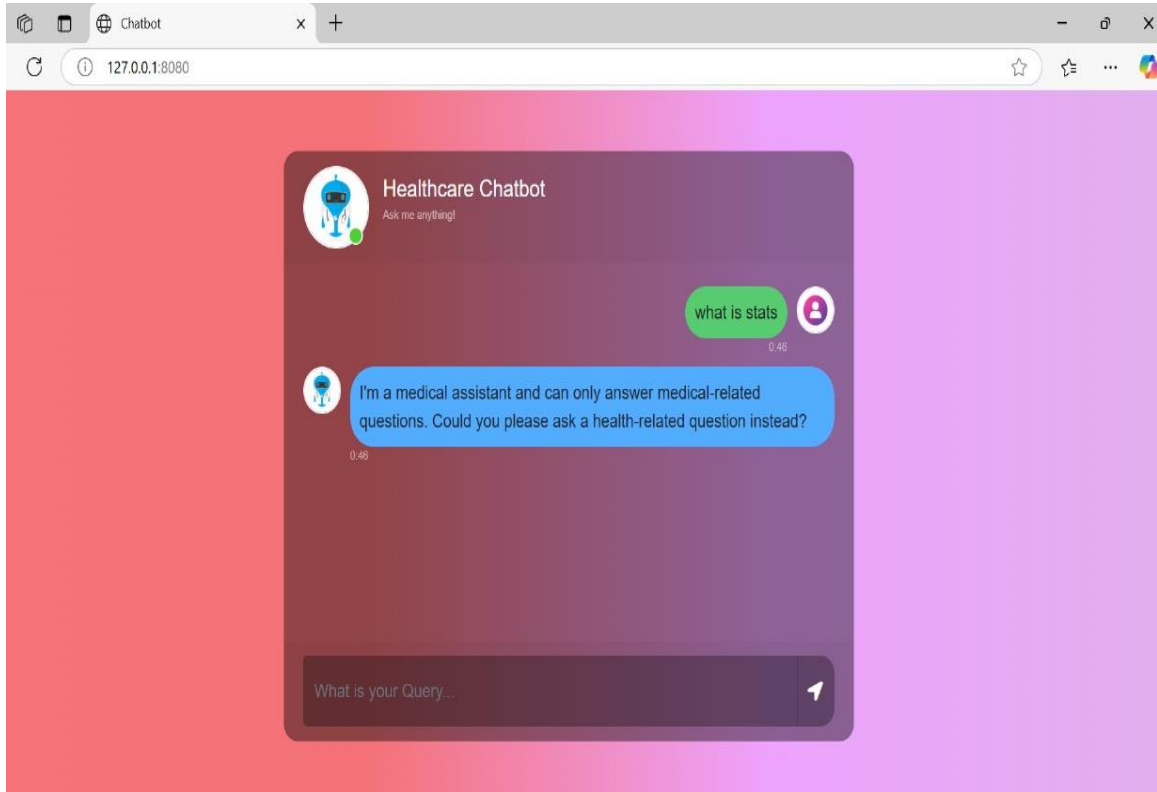 Chatbot
127.0.0.1:8080
Healthcare Chatbot
Ask me anything!
what is stats
0:46
I'm a medical assistant and can only answer medical-related
questions. Could you please ask a health-related question instead?
0:46
What is your Query...